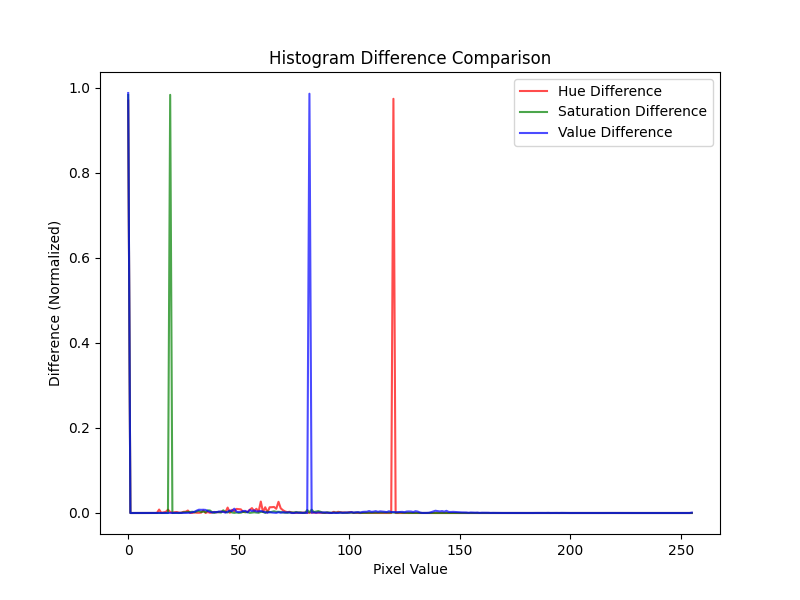 Histogram Difference Comparison
Hue Difference
Saturation Difference
Value Difference
Difference (Normalized)
1.0
0.8
0.6
0.4
0.2
0.0
0 50 100 150 200 250
Pixel Value